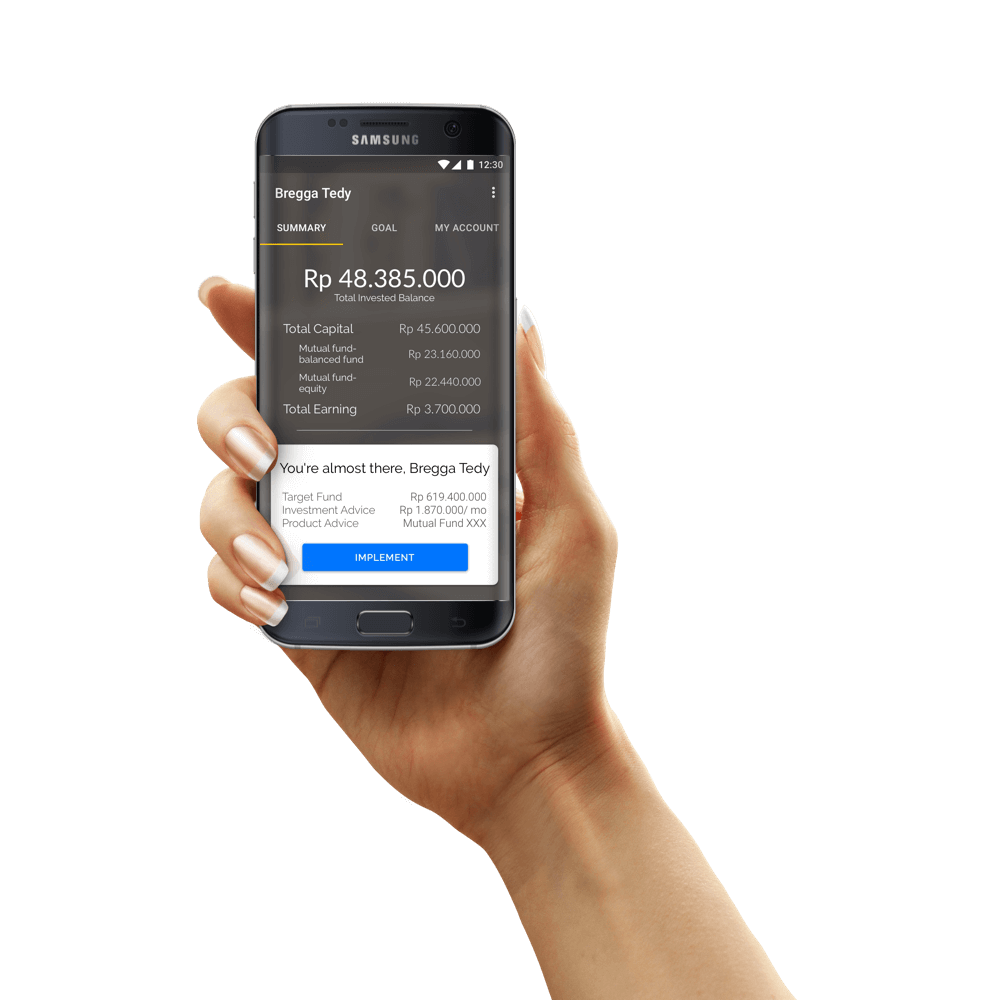 SAMSUNG
12:30
Bregga Tedy
SUMMARY GOAL MY ACCOUNT
Rp 48.385.000
Total Invested Balance
Total Capital Rp 45.600.000
Mutual fund-
balanced fund Rp 23.160.000
Mutual fund-
equity Rp 22.440.000
Total Earning Rp 3.700.000
You're almost there, Bregga Tedy
Target Fund Rp 619.400.000
Investment Advice Rp 1.870.000/ mo
Product Advice Mutual Fund XXX
IMPLEMENT